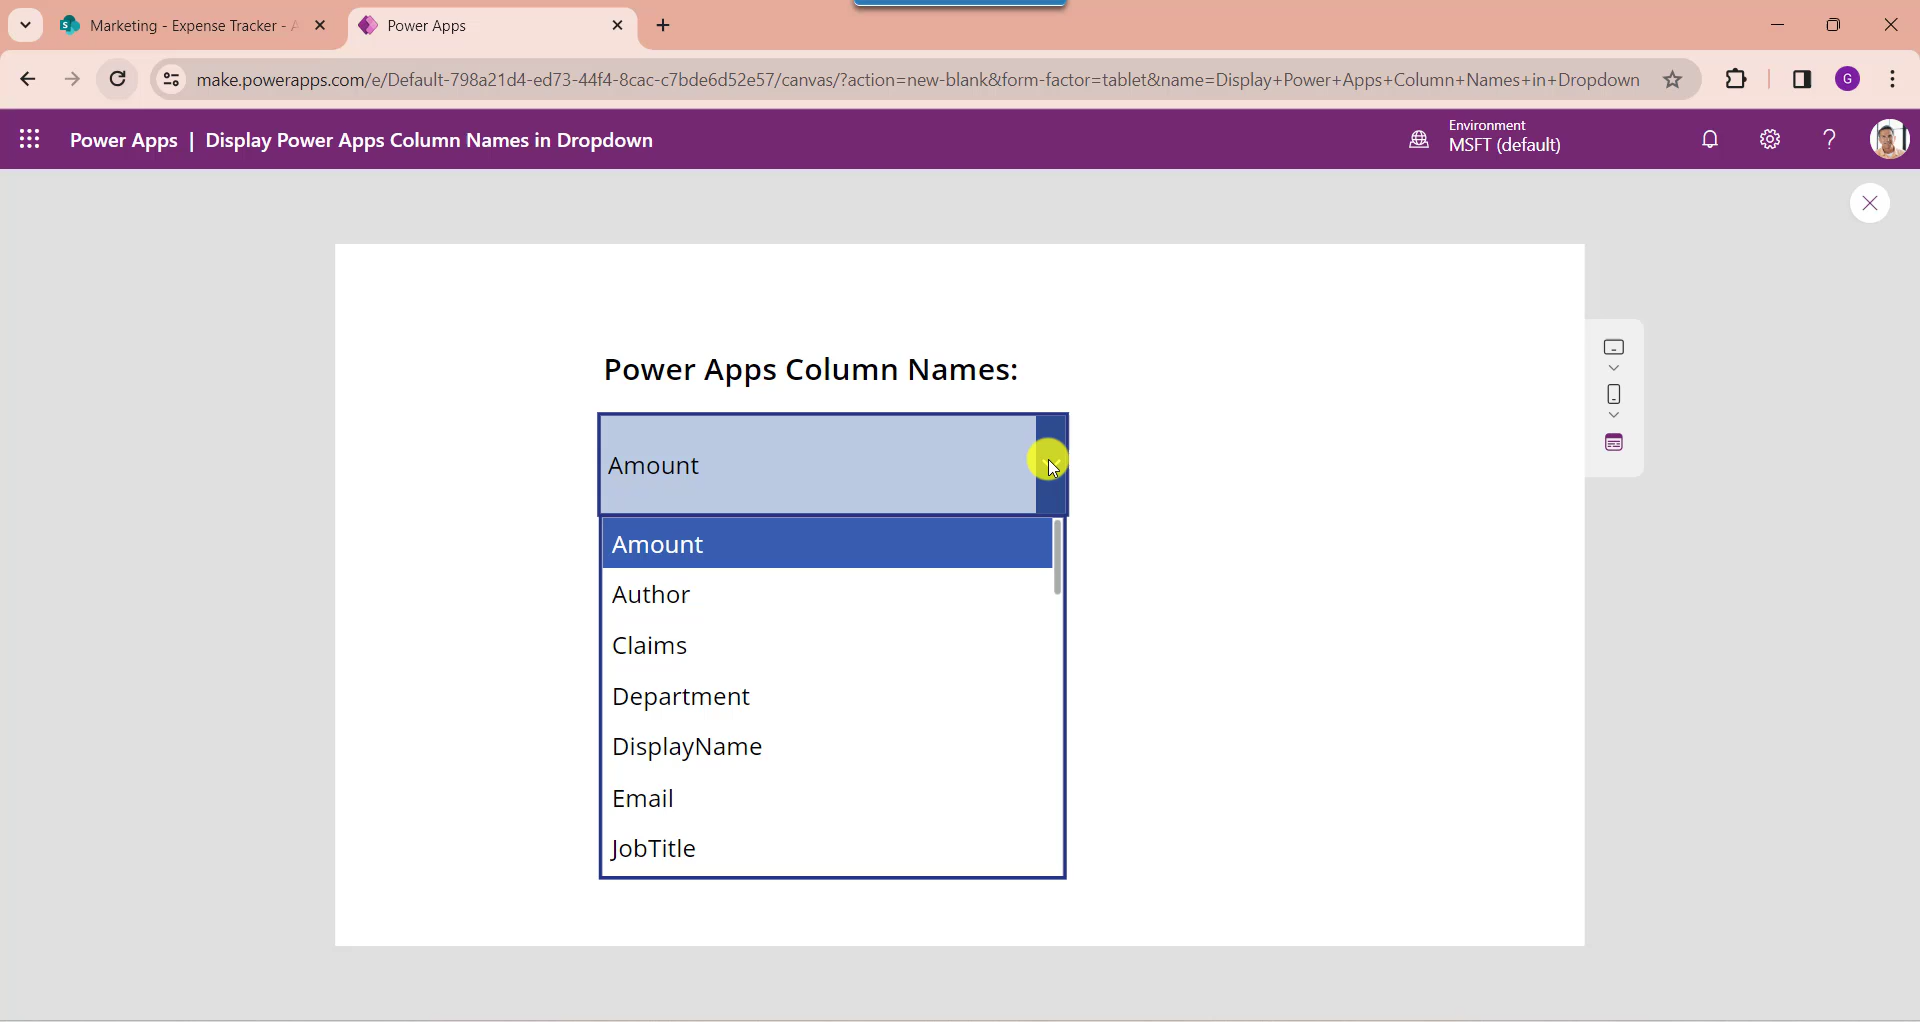 Marketing - Expense Tracker -
Power Apps
make.powerapps.com/e/Default-798a21d4-ed73-44f4-8cac-c7bde6d52e57/canvas/?action=new-blank&form-factor=tablet&name=Display+Power+Apps+Column+Names+in+Dropdown
G
Power Apps | Display Power Apps Column Names in Dropdown
Environment
MSFT (default)
Power Apps Column Names:
Amount
Amount
Author
Claims
Department
DisplayName
Email
JobTitle